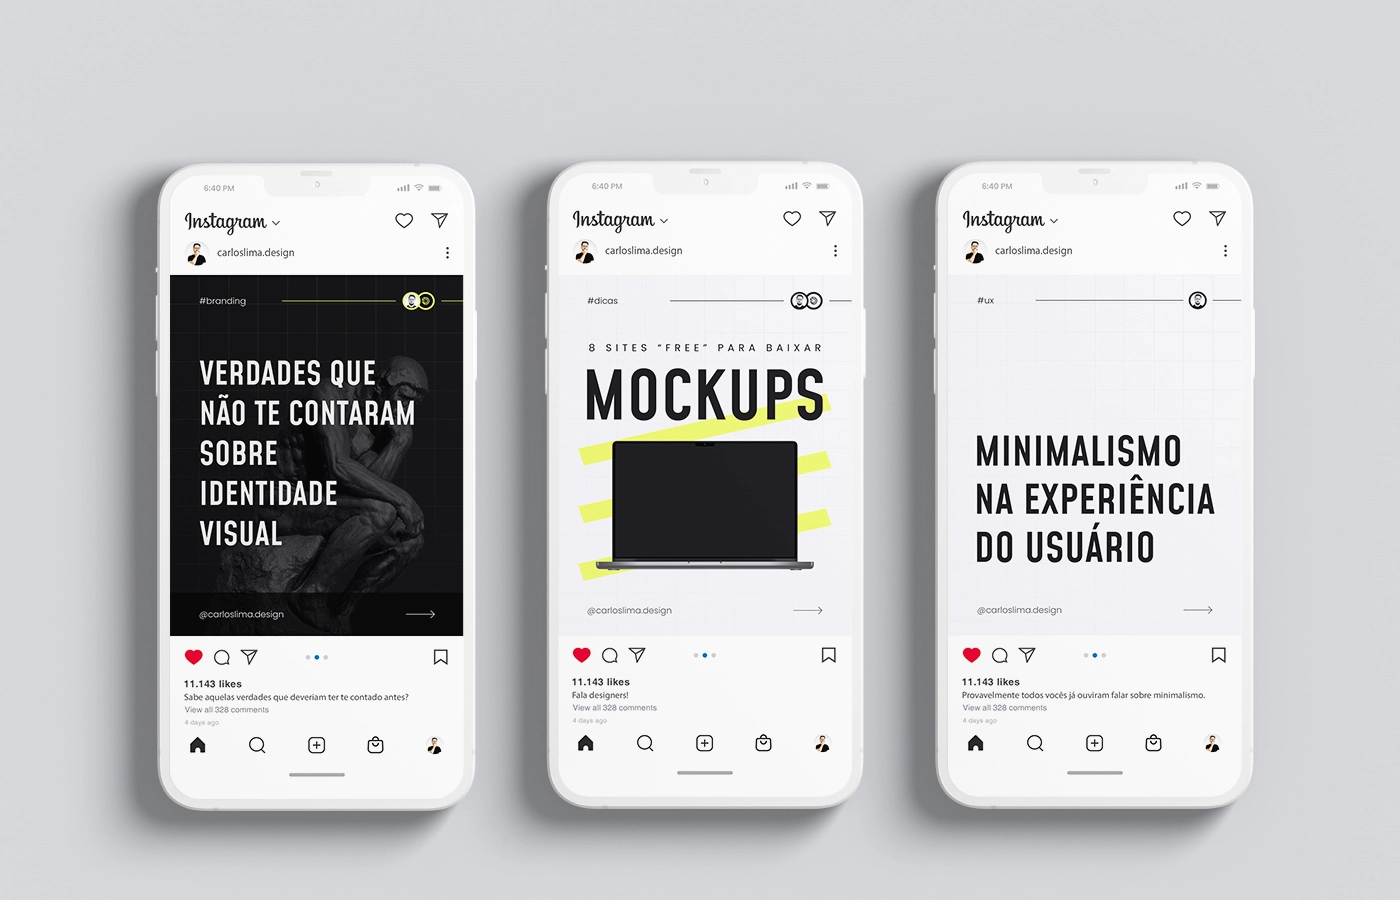 6:40 PM
Instagram
carloslima.design
#branding
VERDADES QUE
NÃO TE CONTARAM
SOBRE
IDENTIDADE
VISUAL
@carloslima.design
11.143 likes
Sabe aquelas verdades que deveriam ter te contado antes?
View all 328 comments
4 days ago
6:40 PM
Instagram
carloslima.design
#dicas
8 SITES "FREE" PARA BAIXAR
MOCKUPS
@carloslima.design
11.143 likes
Fala designers!
View all 328 comments
4 days ago
6:40 PM
Instagram
carloslima.design
#ux
MINIMALISMO
NA EXPERIÊNCIA
DO USUÁRIO
@carloslima.design
11.143 likes
Provavelmente todos vocês já ouviram falar sobre minimalismo.
View all 328 comments
4 days ago